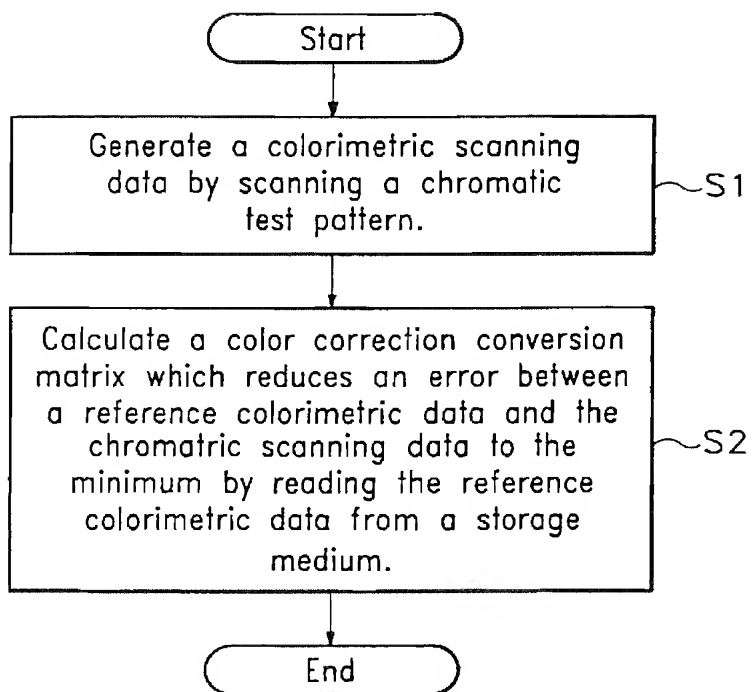 Start
Generate a colorimetric scanning
data by scanning a chromatic
test pattern.
S1
Calculate a color correction conversion
matrix which reduces an error between
a reference colorimetric data and the
chromatric scanning data to the
minimum by reading the reference
colorimetric data from a storage
medium.
S2
End